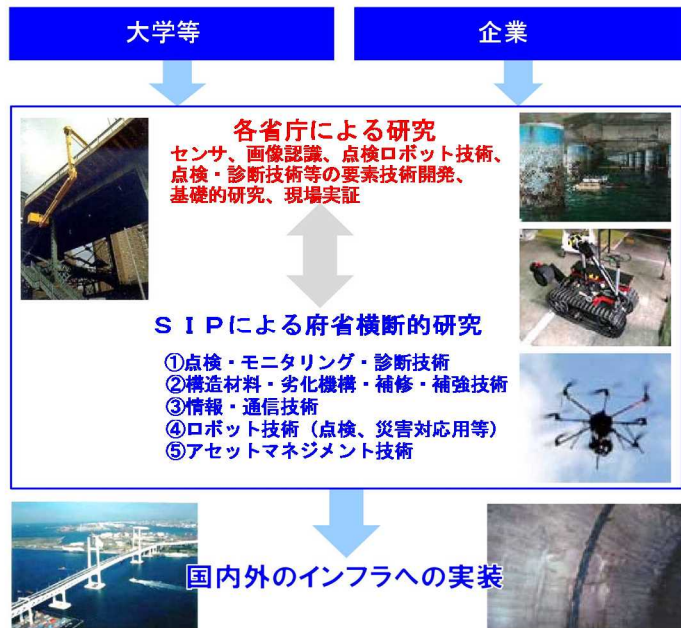 大学等
企業
各省庁による研究
センサ、画像認識、点検ロボット技術、
点検・診断技術等の要素技術開発、
基礎的研究、現場実証
ＳＩＰによる府省横断的研究
①点検・モニタリング・診断技術
②構造材料・劣化機構・補修・補強技術
③情報・通信技術
④ロボット技術（点検、災害対応用等）
⑤アセットマネジメント技術
国内外のインフラへの実装